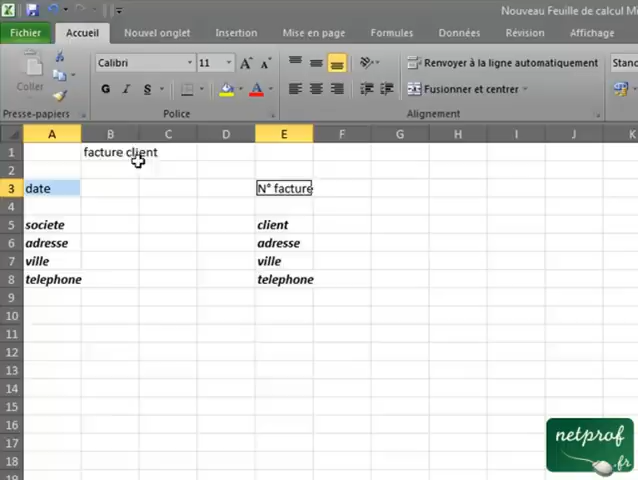 Nouveau Feuille de calcul M
Fichier Accueil Nouvel onglet Insertion Mise en page Formules Données Révision Affichage
Coller Calibri 11 A A Renvoyer à la ligne automatiquement Stand
G I S A Fusionner et centrer
Presse-papiers Police Alignement
A B C D E F G H I J K
1 facture client
2
3 date N° facture
4
5 societe client
6 adresse adresse
7 ville ville
8 telephone telephone
9
10
11
12
13
14
15
16
17
18
netprof
.fr